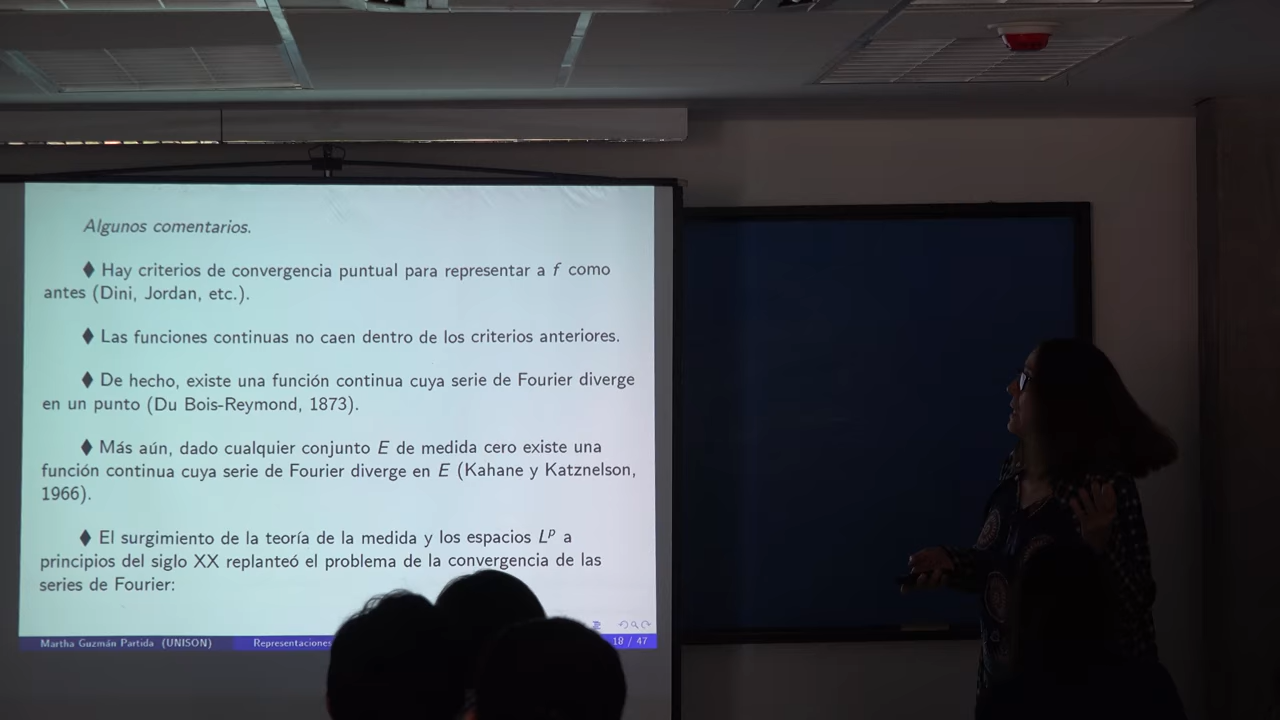 Algunos comentarios.
♦ Hay criterios de convergencia puntual para representar a f como
antes (Dini, Jordan, etc.).
♦ Las funciones continuas no caen dentro de los criterios anteriores.
♦ De hecho, existe una función continua cuya serie de Fourier diverge
en un punto (Du Bois-Reymond, 1873).
♦ Más aún, dado cualquier conjunto E de medida cero existe una
función continua cuya serie de Fourier diverge en E (Kahane y Katznelson,
1966).
♦ El surgimiento de la teoría de la medida y los espacios Lᵖ a
principios del siglo XX replanteó el problema de la convergencia de las
series de Fourier:
Martha Guzmán Partida (UNISON) Representaciones 18 / 47